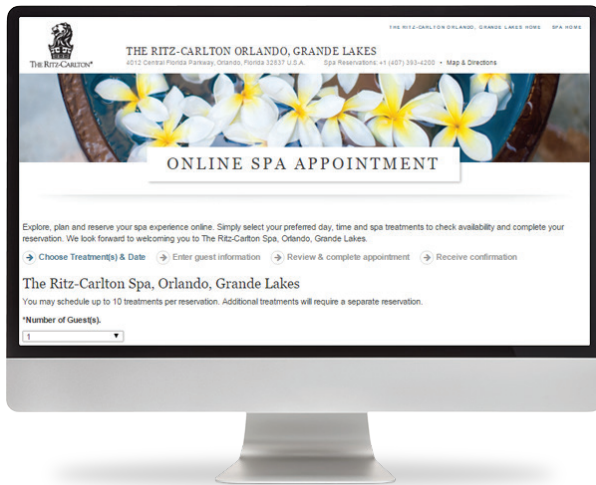 THE RITZ-CARLTON ORLANDO, GRANDE LAKES HOME   SPA HOME
THE RITZ-CARLTON®
THE RITZ-CARLTON ORLANDO, GRANDE LAKES
4012 Central Florida Parkway, Orlando, Florida 32837 U.S.A.   Spa Reservations: +1 (407) 393-4200 • Map & Directions
ONLINE SPA APPOINTMENT
Explore, plan and reserve your spa experience online. Simply select your preferred day, time and spa treatments to check availability and complete your
reservation. We look forward to welcoming you to The Ritz-Carlton Spa, Orlando, Grande Lakes.
Choose Treatment(s) & Date   Enter guest information   Review & complete appointment   Receive confirmation
The Ritz-Carlton Spa, Orlando, Grande Lakes
You may schedule up to 10 treatments per reservation. Additional treatments will require a separate reservation.
*Number of Guest(s).
1